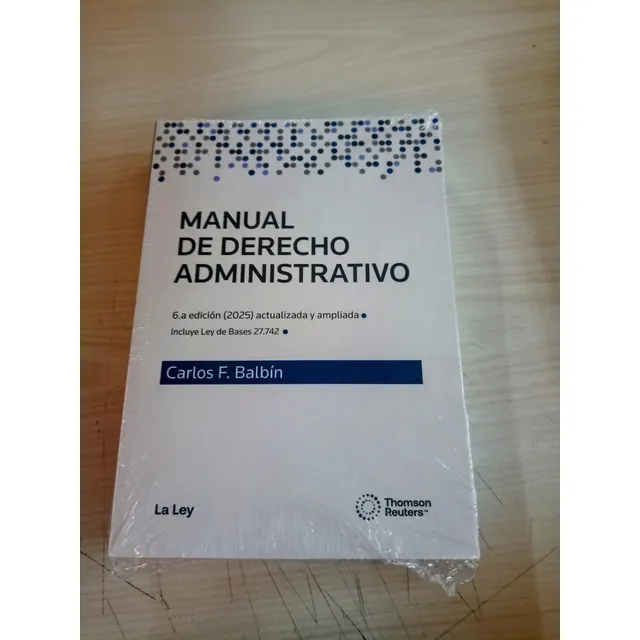 MANUAL
DE DERECHO
ADMINISTRATIVO
6.a edición (2025) actualizada y ampliada
Incluye Ley de Bases 27.742
Carlos F. Balbín
La Ley
Thomson
Reuters™